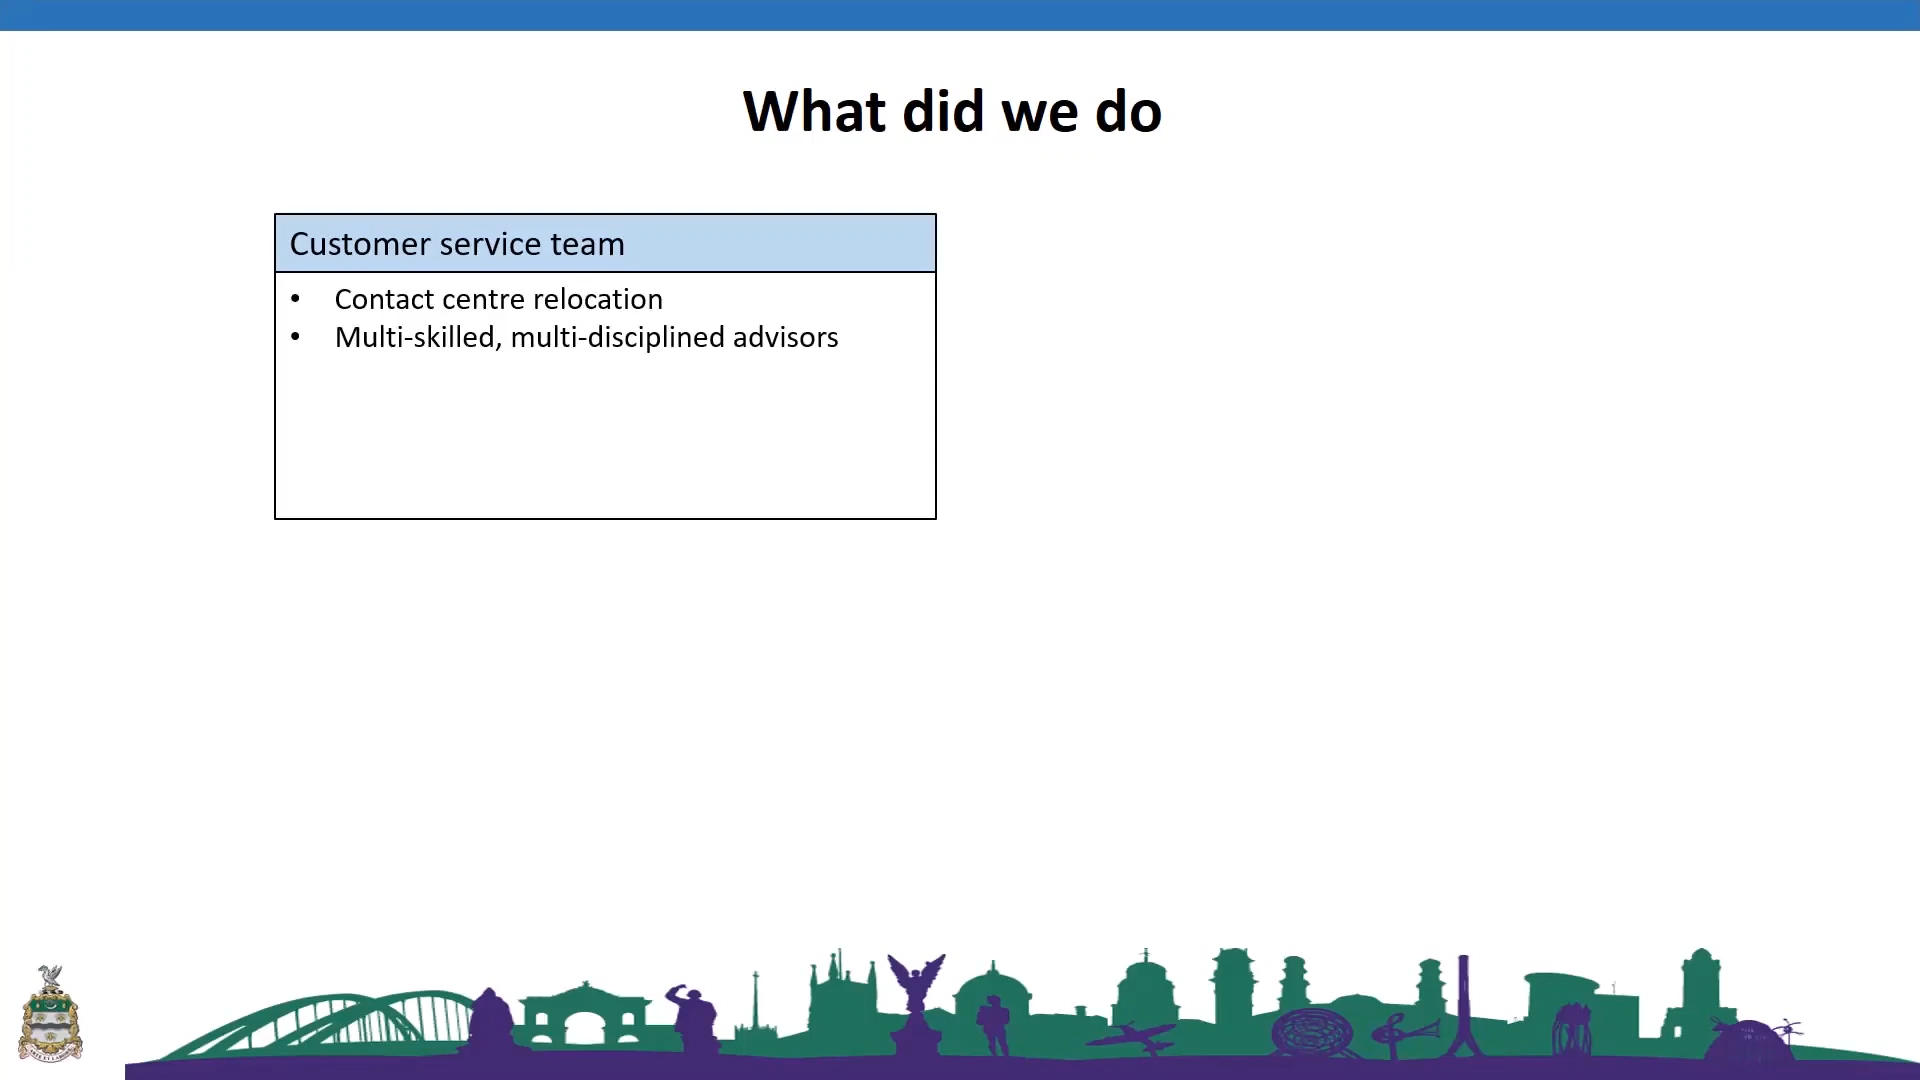 What did we do
Customer service team
• Contact centre relocation
• Multi-skilled, multi-disciplined advisors